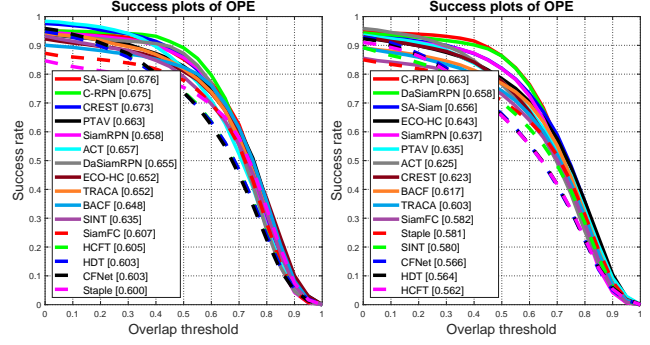 Success plots of OPE
Success rate
1
0.9
0.8
0.7
0.6
0.5
0.4
0.3
0.2
0.1
0
SA-Siam [0.676]
C-RPN [0.675]
CREST [0.673]
PTAV [0.663]
SiamRPN [0.658]
ACT [0.657]
DaSiamRPN [0.655]
ECO-HC [0.652]
TRACA [0.652]
BACF [0.648]
SINT [0.635]
SiamFC [0.607]
HCFT [0.605]
HDT [0.603]
CFNet [0.603]
Staple [0.600]
0 0.1 0.2 0.3 0.4 0.5 0.6 0.7 0.8 0.9 1
Overlap threshold
Success plots of OPE
Success rate
1
0.9
0.8
0.7
0.6
0.5
0.4
0.3
0.2
0.1
0
C-RPN [0.663]
DaSiamRPN [0.658]
SA-Siam [0.656]
ECO-HC [0.643]
SiamRPN [0.637]
PTAV [0.635]
ACT [0.625]
CREST [0.623]
BACF [0.617]
TRACA [0.603]
SiamFC [0.582]
Staple [0.581]
SINT [0.580]
CFNet [0.566]
HDT [0.564]
HCFT [0.562]
0 0.1 0.2 0.3 0.4 0.5 0.6 0.7 0.8 0.9 1
Overlap threshold